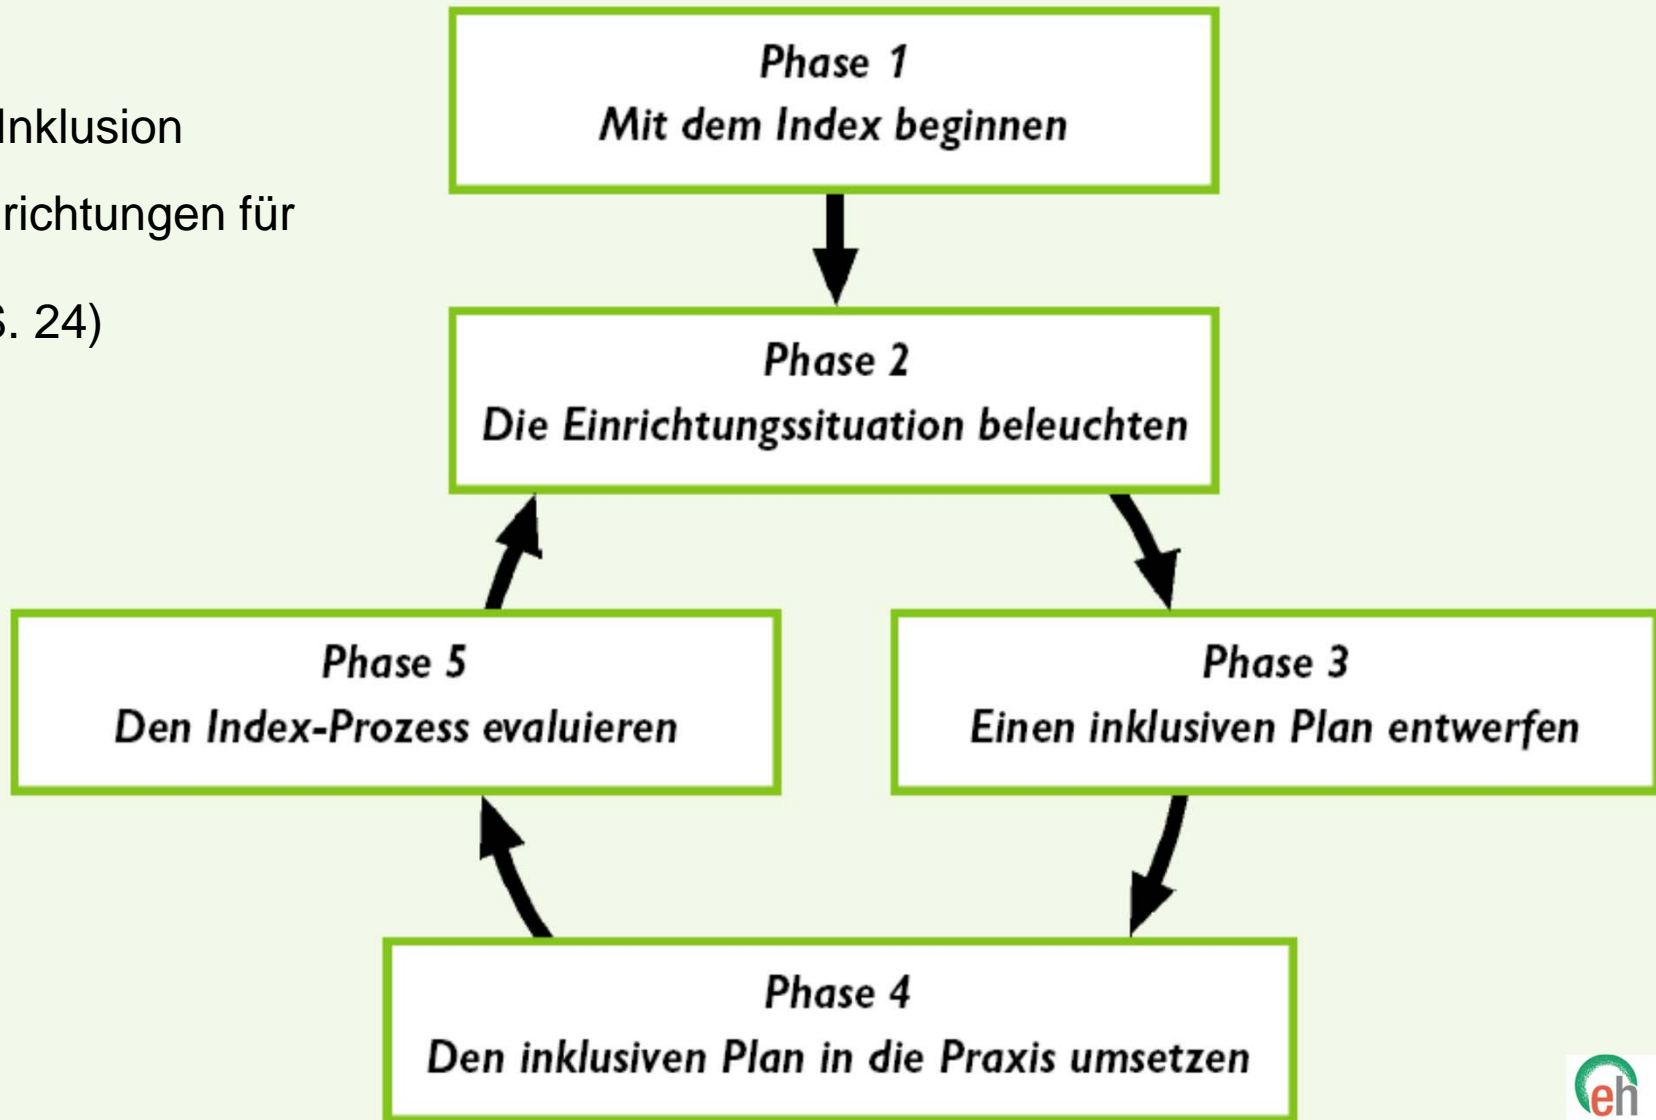 Inklusion
richtungen für
S. 24)
Phase 1
Mit dem Index beginnen
Phase 2
Die Einrichtungssituation beleuchten
Phase 5
Den Index-Prozess evaluieren
Phase 3
Einen inklusiven Plan entwerfen
Phase 4
Den inklusiven Plan in die Praxis umsetzen
eh